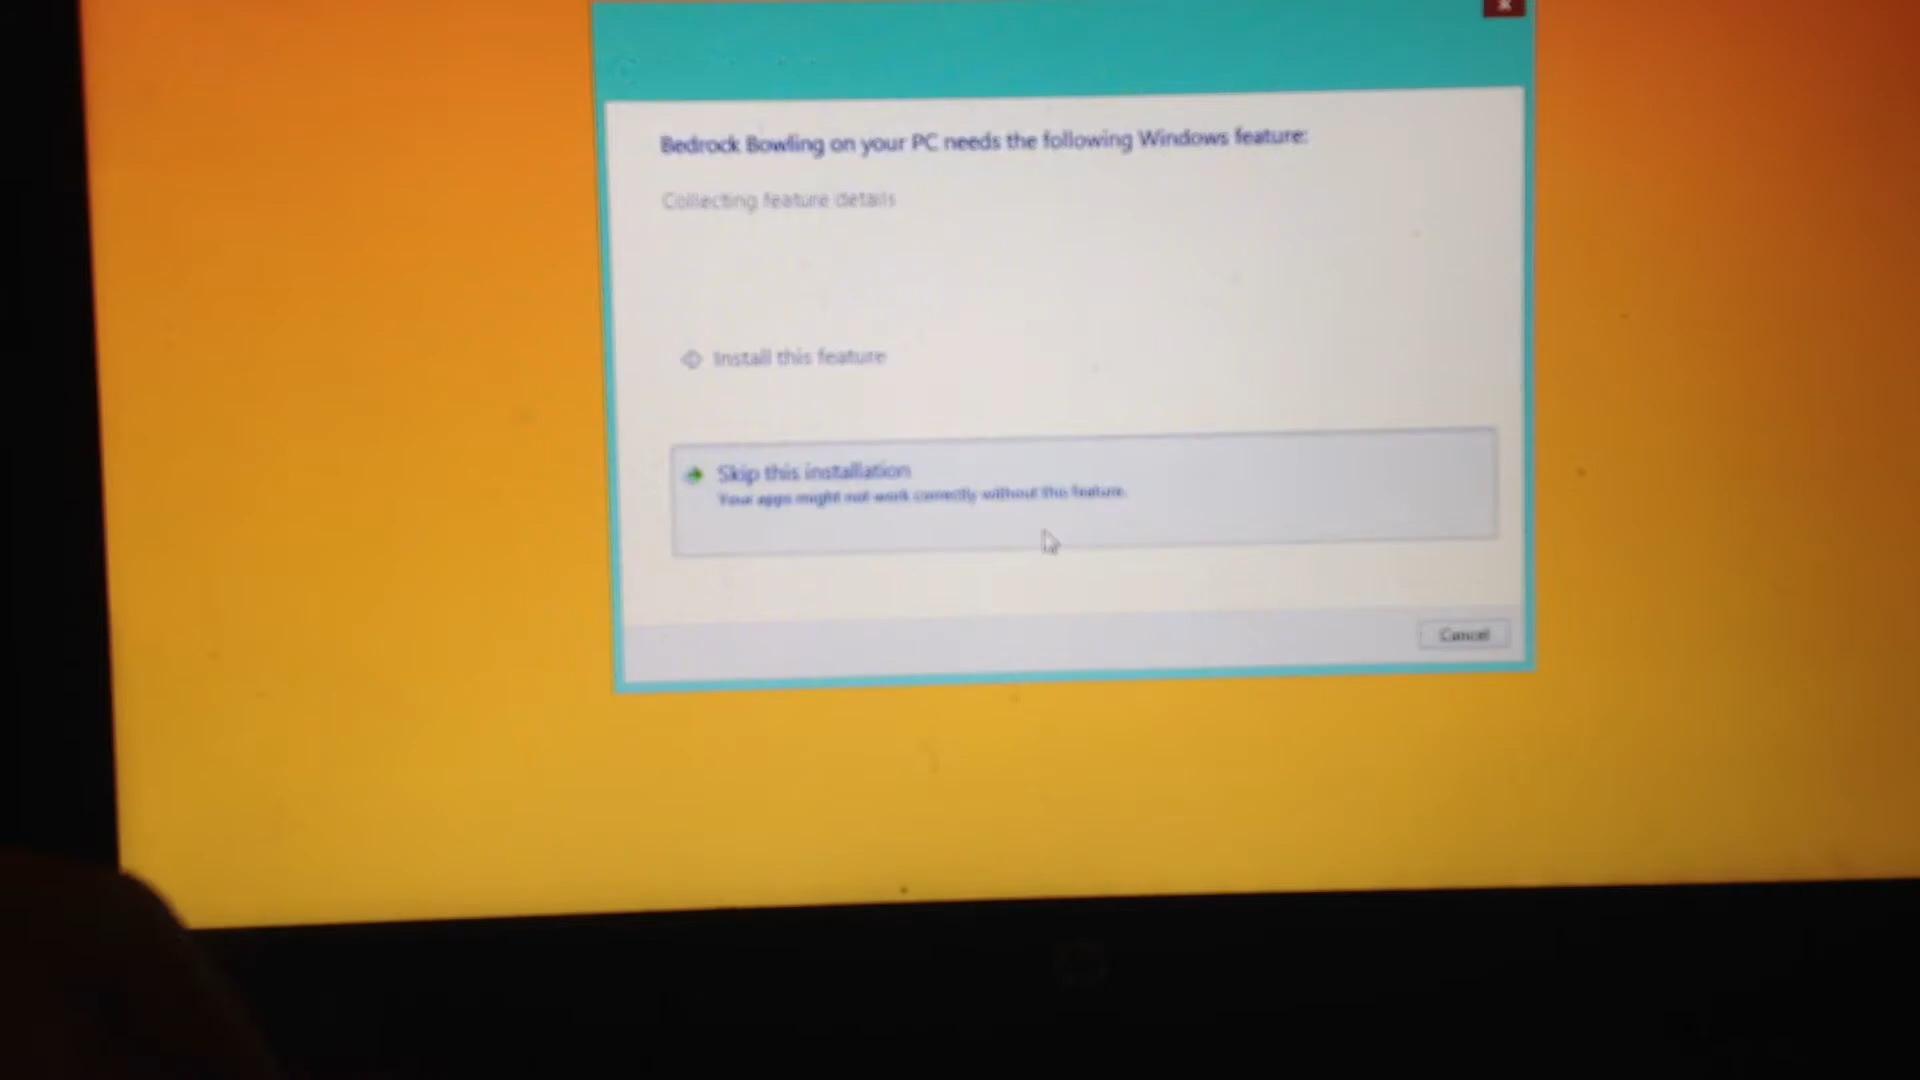 Bedrock Bowling on your PC needs the following Windows feature:
Collecting feature details
Install this feature
Skip this installation
Your apps might not work correctly without this feature.
Cancel